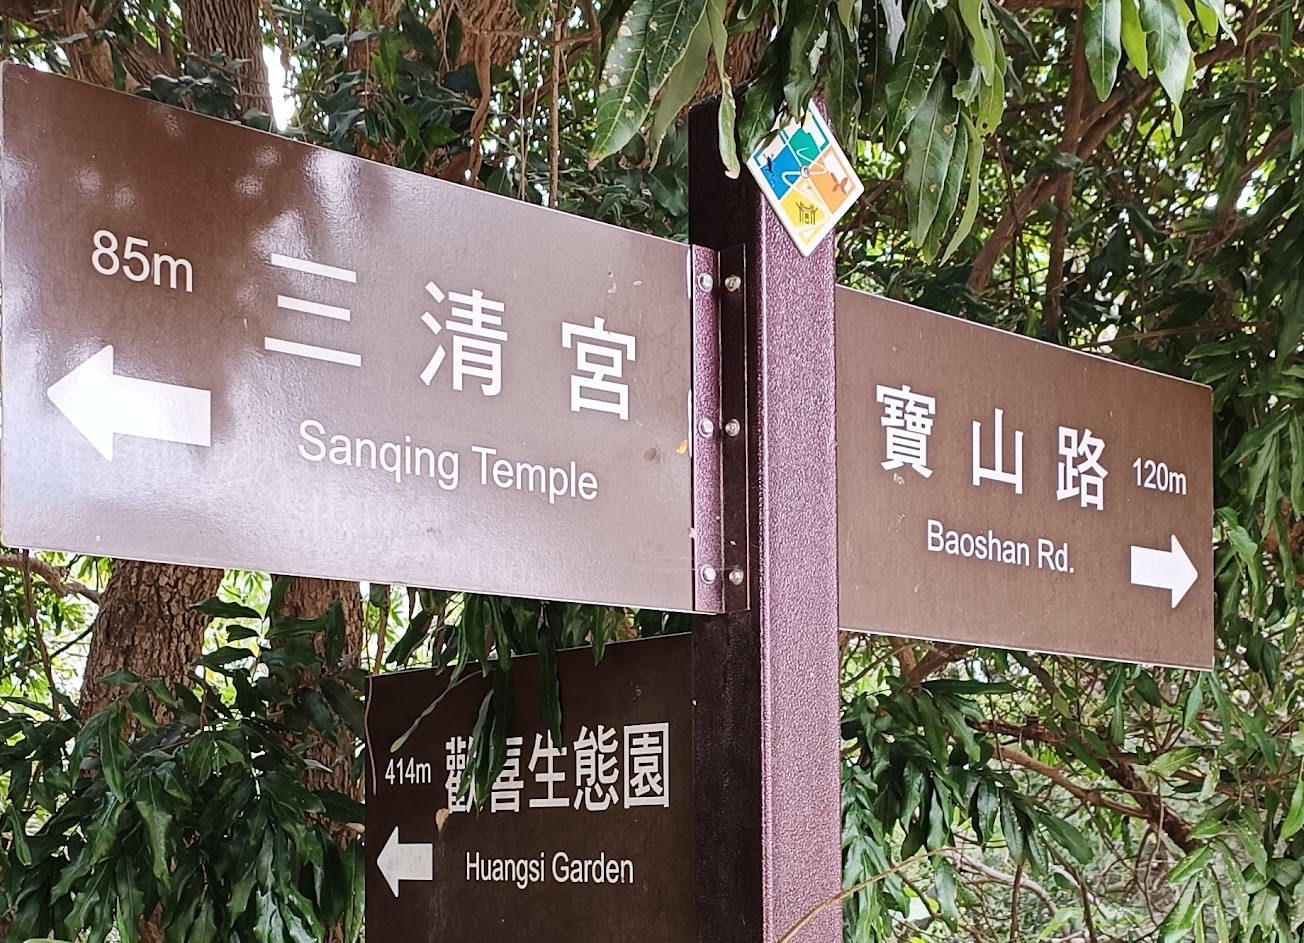 85m
三清宮
Sanqing Temple
寶山路
120m
Baoshan Rd.
414m
歡喜生態園
Huangsi Garden